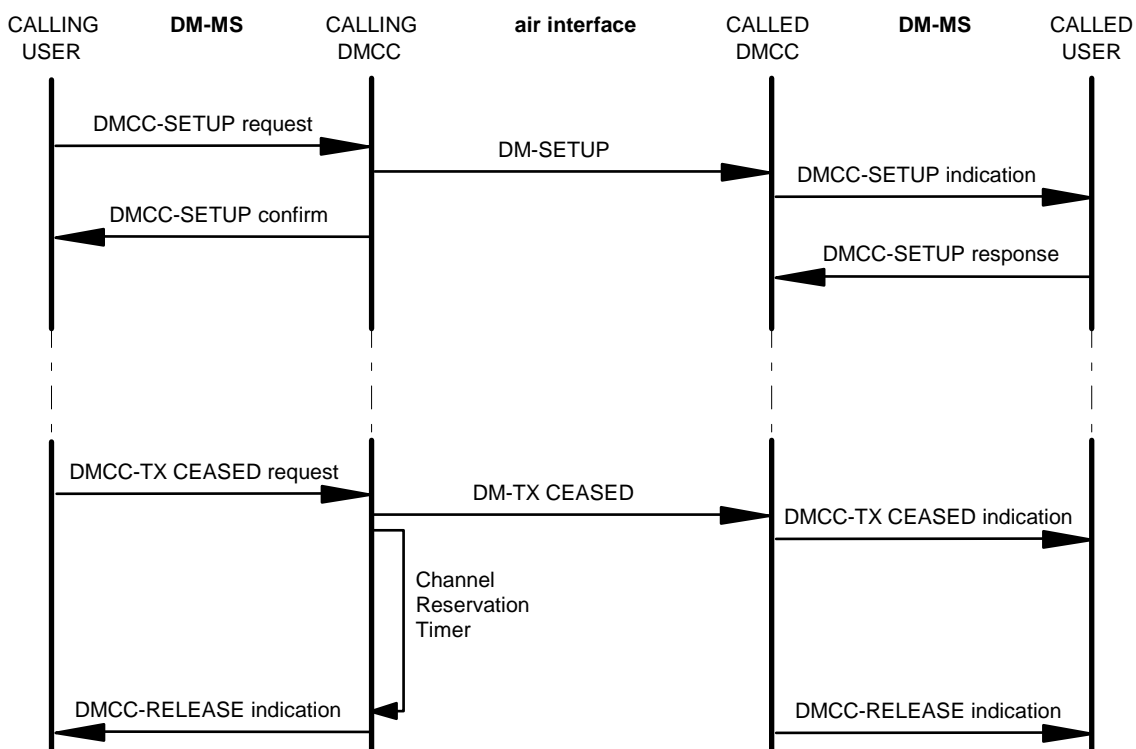 CALLING USER
DM-MS
CALLING DMCC
air interface
CALLED DMCC
DM-MS
CALLED USER
DMCC-SETUP request
DM-SETUP
DMCC-SETUP indication
DMCC-SETUP confirm
DMCC-SETUP response
DMCC-TX CEASED request
DM-TX CEASED
DMCC-TX CEASED indication
Channel
Reservation
Timer
DMCC-RELEASE indication
DMCC-RELEASE indication